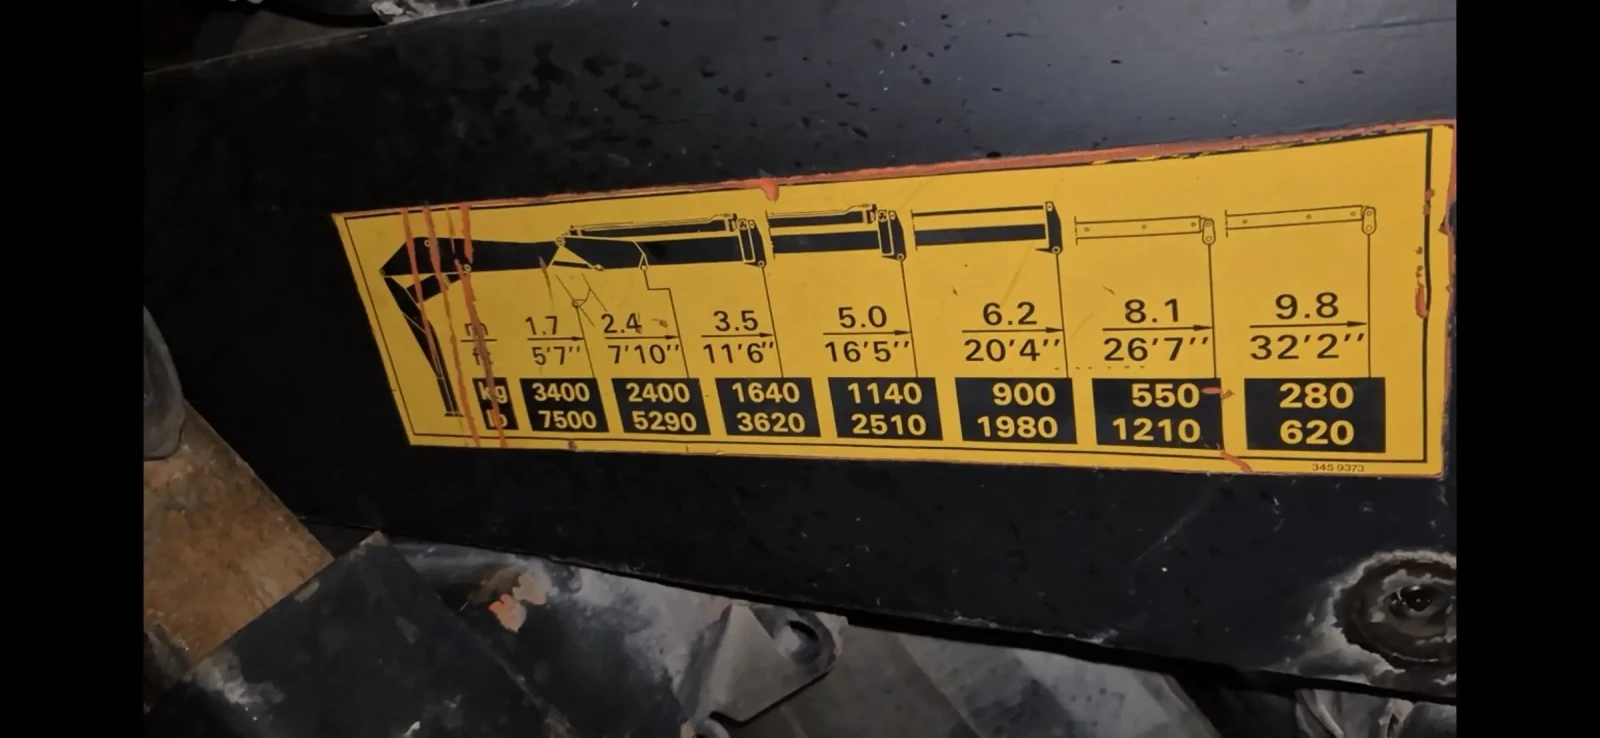 m 1.7 2.4 3.5 5.0 6.2 8.1 9.8
ft 5'7'' 7'10'' 11'6'' 16'5'' 20'4'' 26'7'' 32'2''
kg 3400 2400 1640 1140 900 550 280
lb 7500 5290 3620 2510 1980 1210 620
345 9373